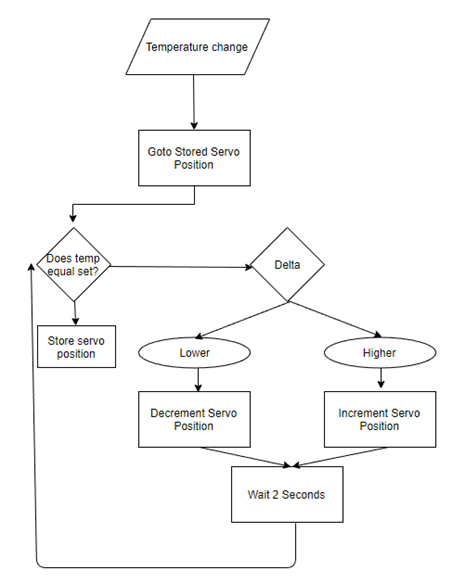 Temperature change
Goto Stored Servo
Position
Does temp
equal set?
Delta
Store servo
position
Lower
Higher
Decrement Servo
Position
Increment Servo
Position
Wait 2 Seconds